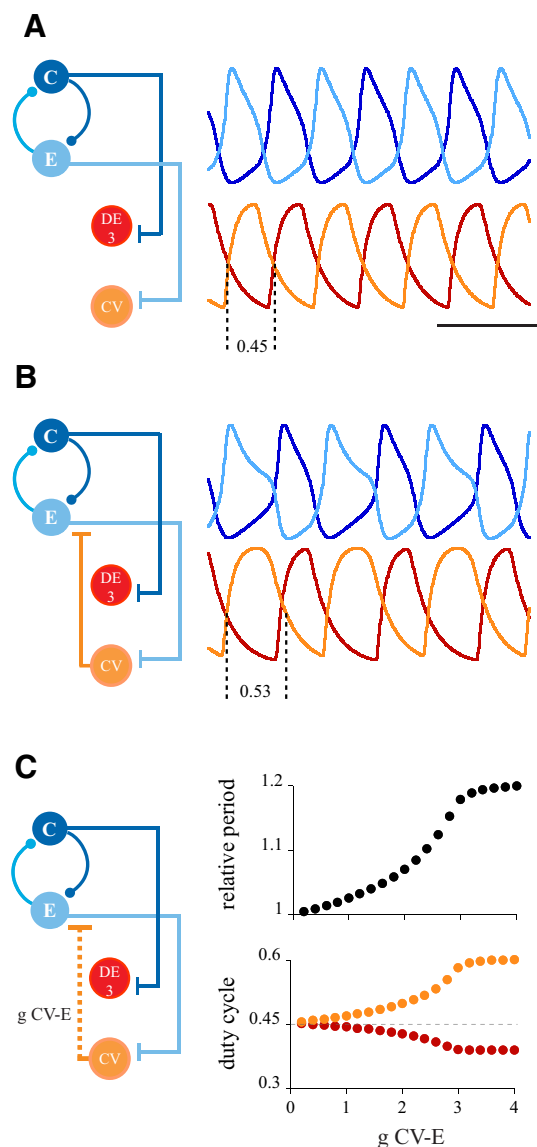 A
C
E
DE
3
CV
0.45
B
C
E
DE
3
CV
0.53
C
C
E
DE
3
g CV-E
CV
relative period
1.2
1.1
1
duty cycle
0.6
0.45
0.3
0 1 2 3 4
g CV-E